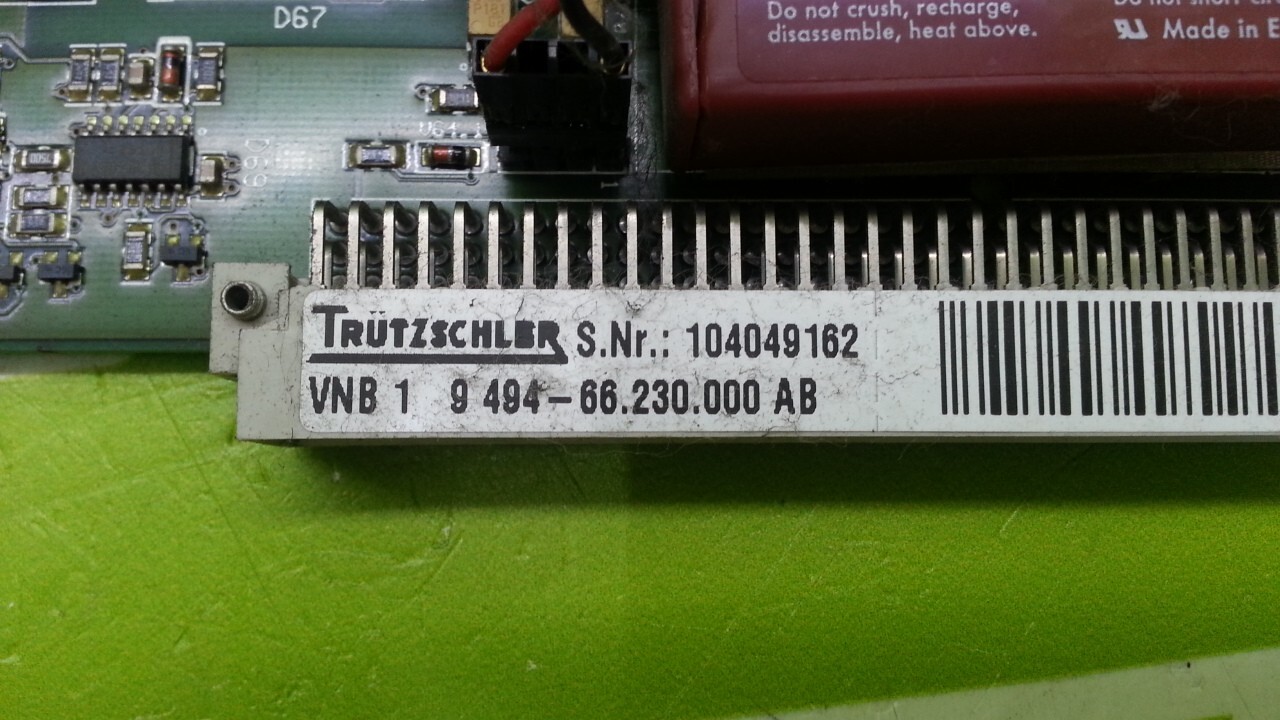 D67
Do not crush, recharge,
disassemble, heat above.
Made in E
TRÜTZSCHLER S.Nr.: 104049162
VNB 1 9 494-66.230.000 AB